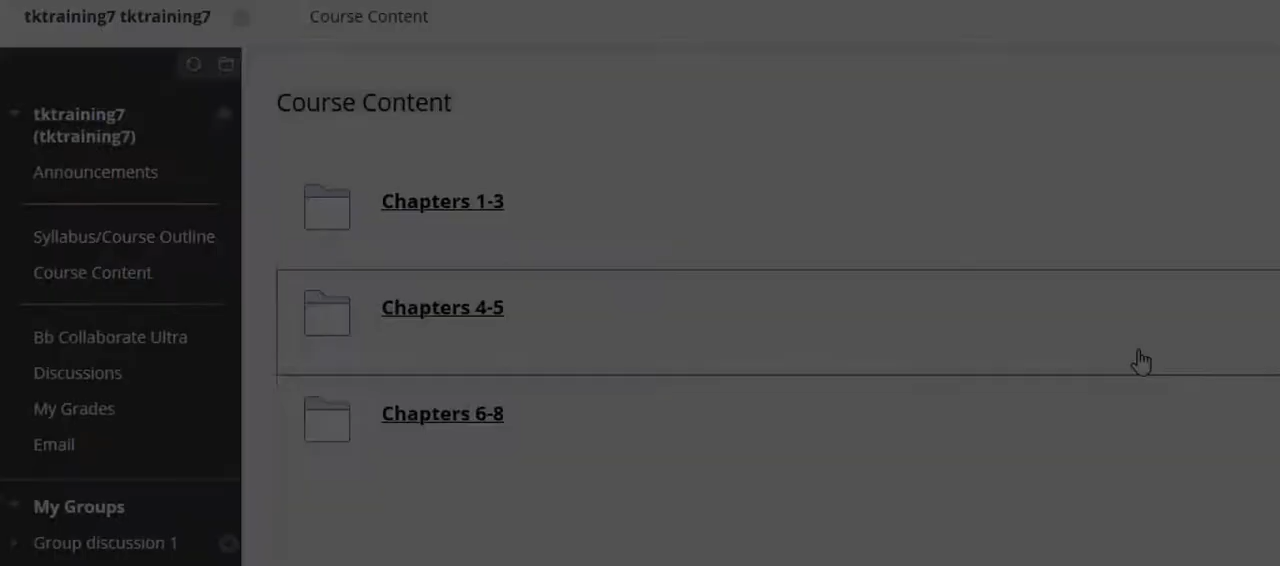 tktraining7 tktraining7
Course Content
tktraining7
(tktraining7)
Announcements
Syllabus/Course Outline
Course Content
Bb Collaborate Ultra
Discussions
My Grades
Email
My Groups
Group discussion 1
Course Content
Chapters 1-3
Chapters 4-5
Chapters 6-8